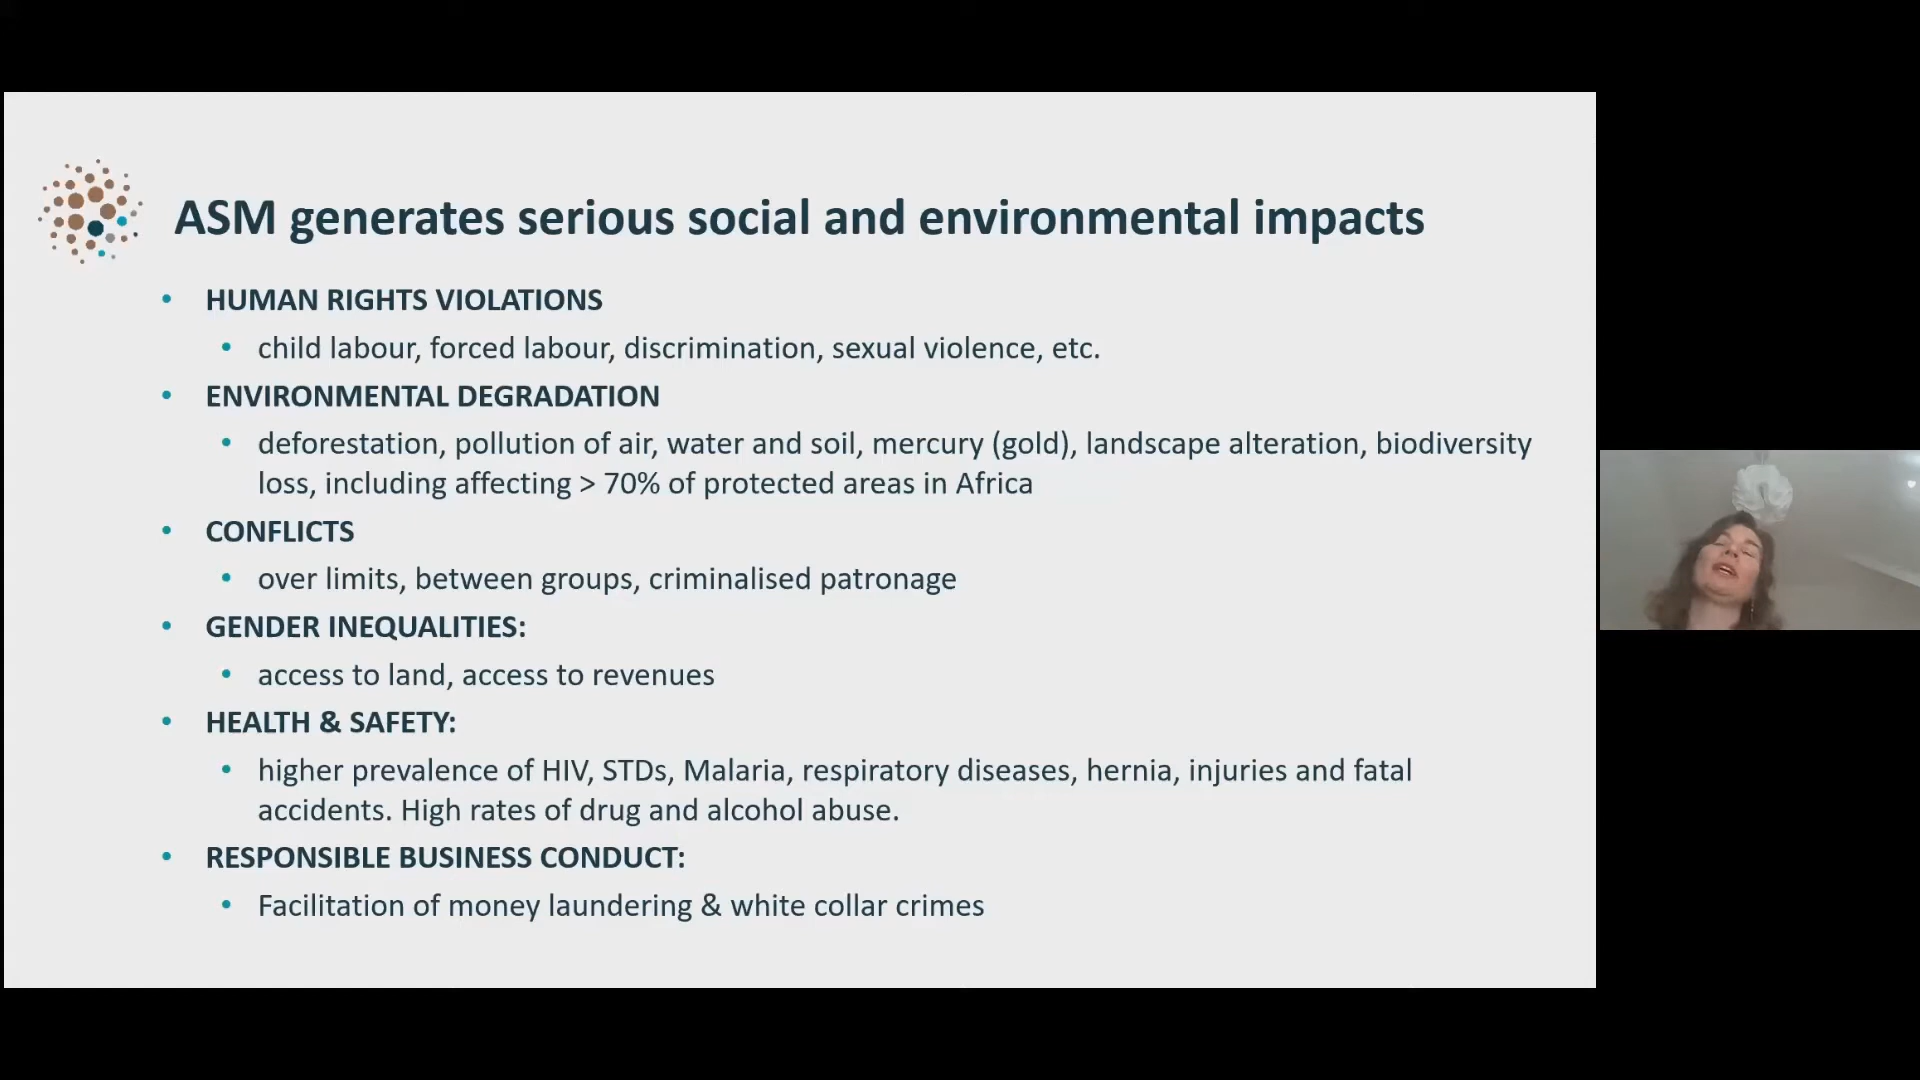 ASM generates serious social and environmental impacts
• HUMAN RIGHTS VIOLATIONS
• child labour, forced labour, discrimination, sexual violence, etc.
• ENVIRONMENTAL DEGRADATION
• deforestation, pollution of air, water and soil, mercury (gold), landscape alteration, biodiversity
loss, including affecting > 70% of protected areas in Africa
• CONFLICTS
• over limits, between groups, criminalised patronage
• GENDER INEQUALITIES:
• access to land, access to revenues
• HEALTH & SAFETY:
• higher prevalence of HIV, STDs, Malaria, respiratory diseases, hernia, injuries and fatal
accidents. High rates of drug and alcohol abuse.
• RESPONSIBLE BUSINESS CONDUCT:
• Facilitation of money laundering & white collar crimes